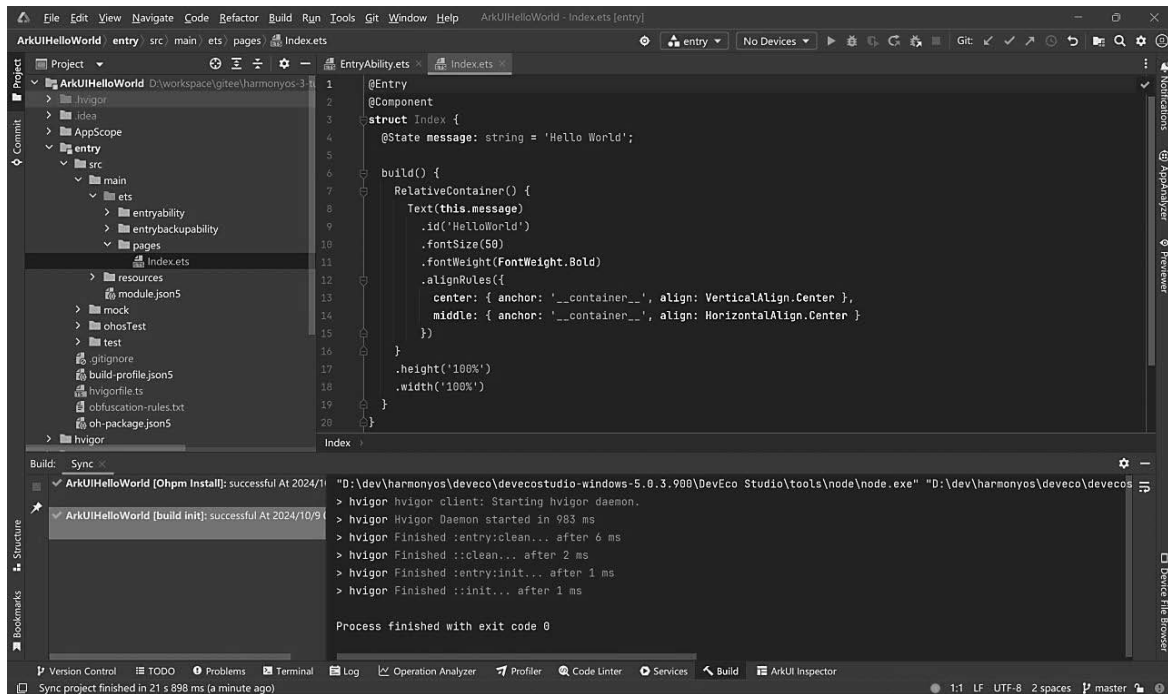 File Edit View Navigate Code Refactor Build Run Tools Git Window Help ArkUIHelloWorld - Index.ets [entry]
ArkUIHelloWorld entry src main ets pages Index.ets entry No Devices Git:
Project
EntryAbility.ets Index.ets
ArkUIHelloWorld D:\workspace\gitee\harmonyos-3-tu
.hvigor
.idea
AppScope
entry
src
main
ets
entryability
entrybackupability
pages
Index.ets
resources
module.json5
mock
ohosTest
test
.gitignore
build-profile.json5
hvigorfile.ts
obfuscation-rules.txt
oh-package.json5
hvigor
1 @Entry
2 @Component
3 struct Index {
4 @State message: string = 'Hello World';
5
6 build() {
7 RelativeContainer() {
8 Text(this.message)
9 .id('HelloWorld')
10 .fontSize(50)
11 .fontWeight(FontWeight.Bold)
12 .alignRules({
13 center: { anchor: '__container__', align: VerticalAlign.Center },
14 middle: { anchor: '__container__', align: HorizontalAlign.Center }
15 })
16 }
17 .height('100%')
18 .width('100%')
19 }
20 }
Index
Project
Commit
Structure
Bookmarks
Notifications
AppAnalyzer
Previewer
Device File Browser
Build: Sync
ArkUIHelloWorld [Ohpm Install]: successful At 2024/1
ArkUIHelloWorld [build init]: successful At 2024/10/9
"D:\dev\harmonyos\deveco\devecostudio-windows-5.0.3.900\DevEco Studio\tools\node\node.exe" "D:\dev\harmonyos\deveco\devecos
> hvigor hvigor client: Starting hvigor daemon.
> hvigor Hvigor Daemon started in 983 ms
> hvigor Finished :entry:clean... after 6 ms
> hvigor Finished ::clean... after 2 ms
> hvigor Finished :entry:init... after 1 ms
> hvigor Finished ::init... after 1 ms
Process finished with exit code 0
Version Control TODO Problems Terminal Log Operation Analyzer Profiler Code Linter Services Build ArkUI Inspector
Sync project finished in 21 s 898 ms (a minute ago) 1:1 LF UTF-8 2 spaces master